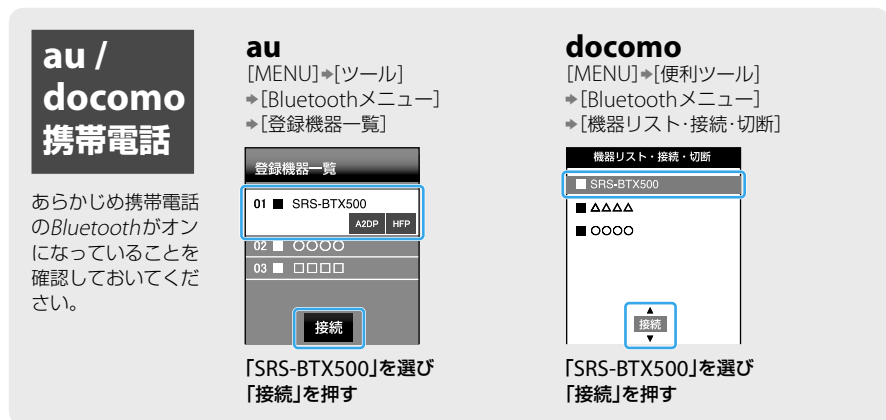 au /
docomo
携帯電話
あらかじめ携帯電話
のBluetoothがオン
になっていることを
確認しておいてくだ
さい。
au
[MENU]➡[ツール]
➡[Bluetoothメニュー]
➡[登録機器一覧]
登録機器一覧
01 ■ SRS-BTX500
A2DP HFP
02 ■ ○○○○
03 ■ □□□□
接続
「SRS-BTX500」を選び
「接続」を押す
docomo
[MENU]➡[便利ツール]
➡[Bluetoothメニュー]
➡[機器リスト・接続・切断]
機器リスト・接続・切断
■ SRS-BTX500
■ △△△△
■ ○○○○
▲
接続
▼
「SRS-BTX500」を選び
「接続」を押す